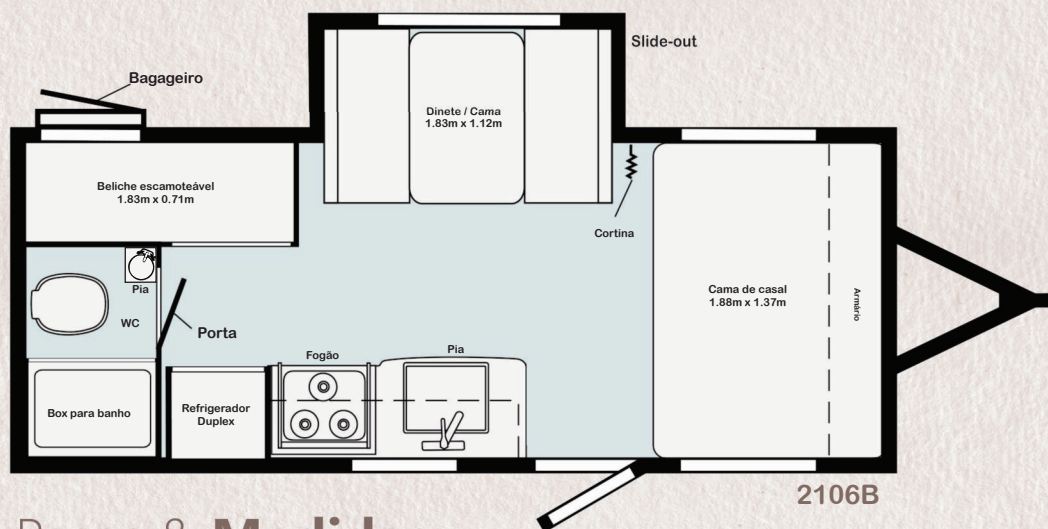 Slide-out
Bagageiro
Dinete / Cama
1.83m x 1.12m
Beliche escamoteável
1.83m x 0.71m
Cortina
Pia
Cama de casal
1.88m x 1.37m
Armário
WC
Porta
Fogão
Pia
Box para banho
Refrigerador
Duplex
2106B